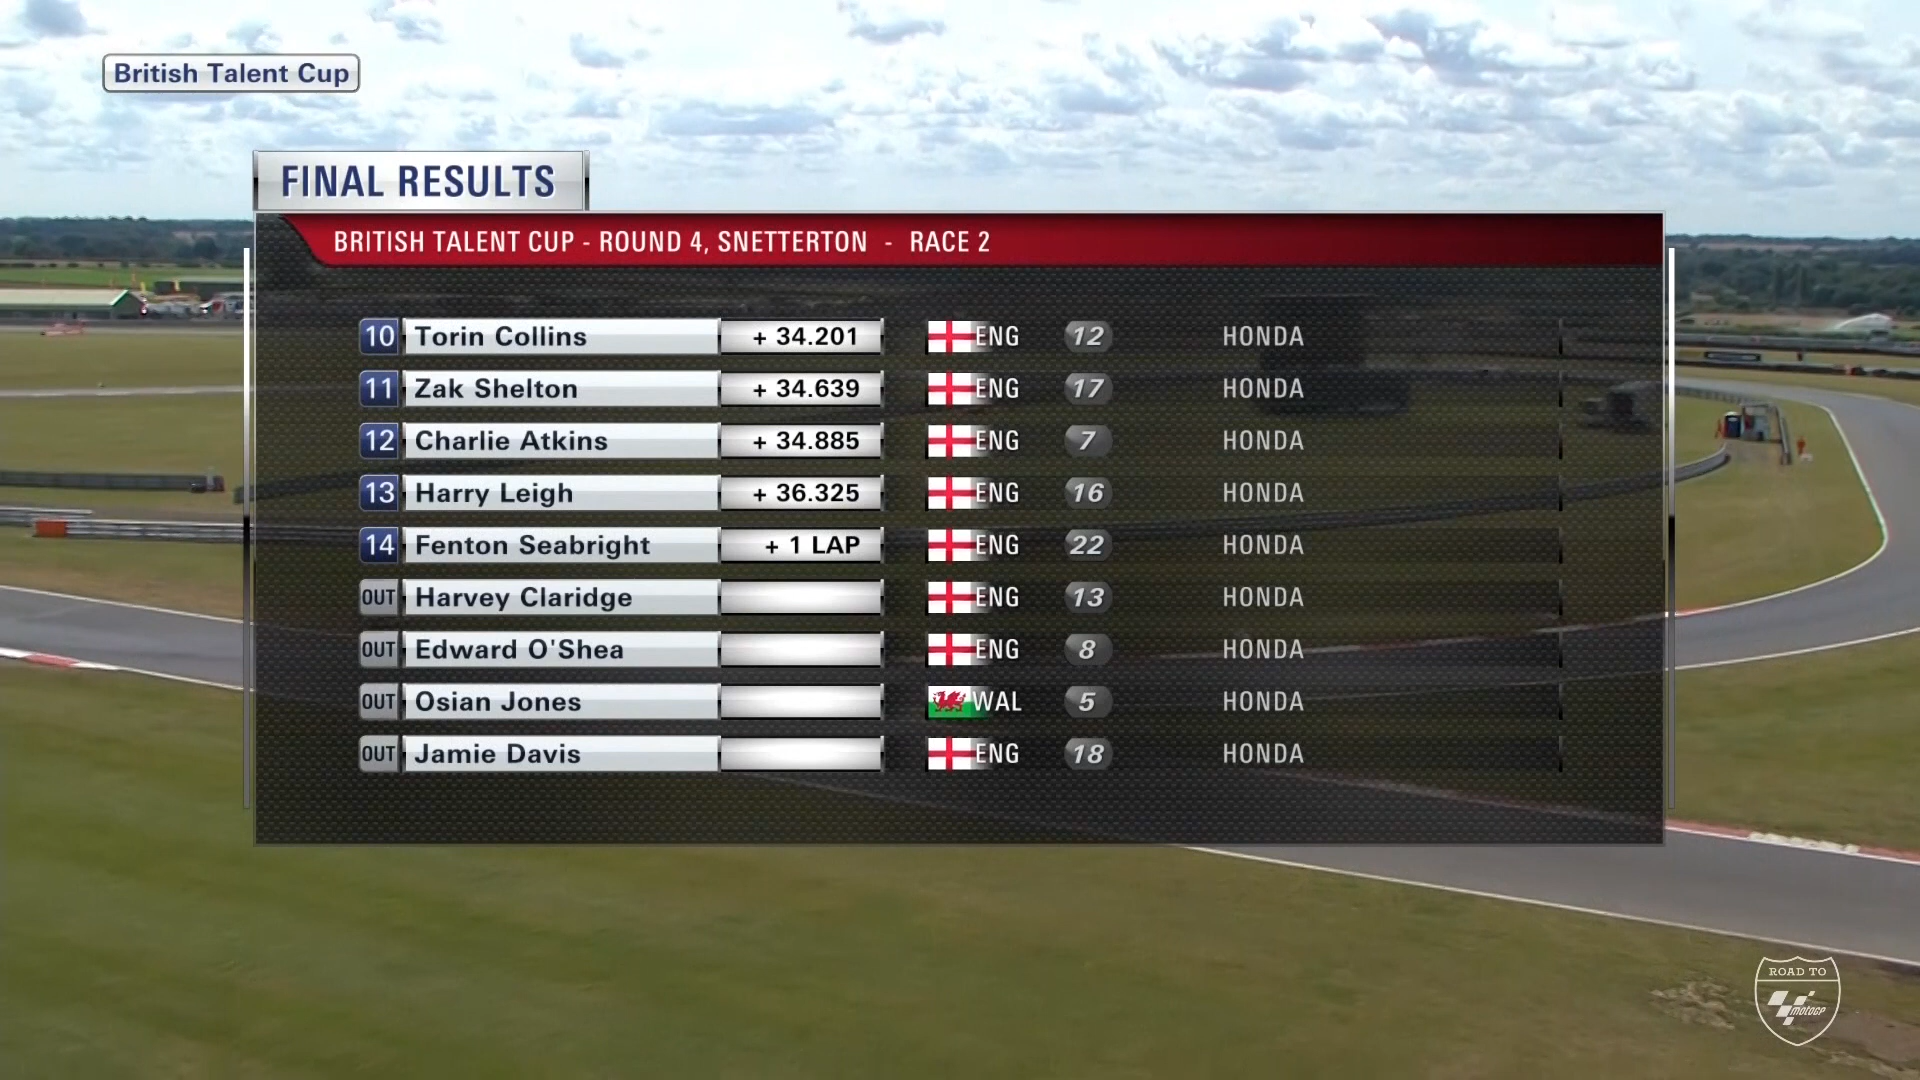 British Talent Cup
FINAL RESULTS
BRITISH TALENT CUP - ROUND 4, SNETTERTON - RACE 2
10 Torin Collins + 34.201 ENG 12 HONDA
11 Zak Shelton + 34.639 ENG 17 HONDA
12 Charlie Atkins + 34.885 ENG 7 HONDA
13 Harry Leigh + 36.325 ENG 16 HONDA
14 Fenton Seabright + 1 LAP ENG 22 HONDA
OUT Harvey Claridge ENG 13 HONDA
OUT Edward O'Shea ENG 8 HONDA
OUT Osian Jones WAL 5 HONDA
OUT Jamie Davis ENG 18 HONDA
ROAD TO
MotoGP